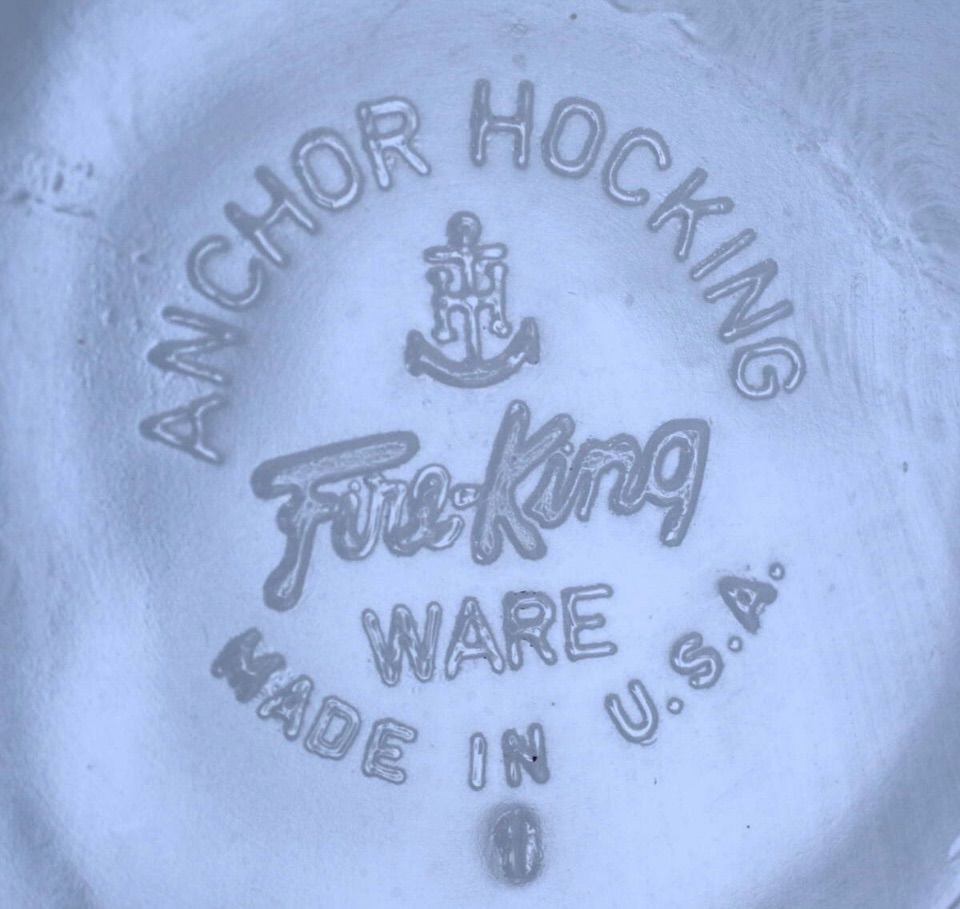 ANCHOR HOCKING
H
Fire-King
WARE
MADE IN U.S.A.